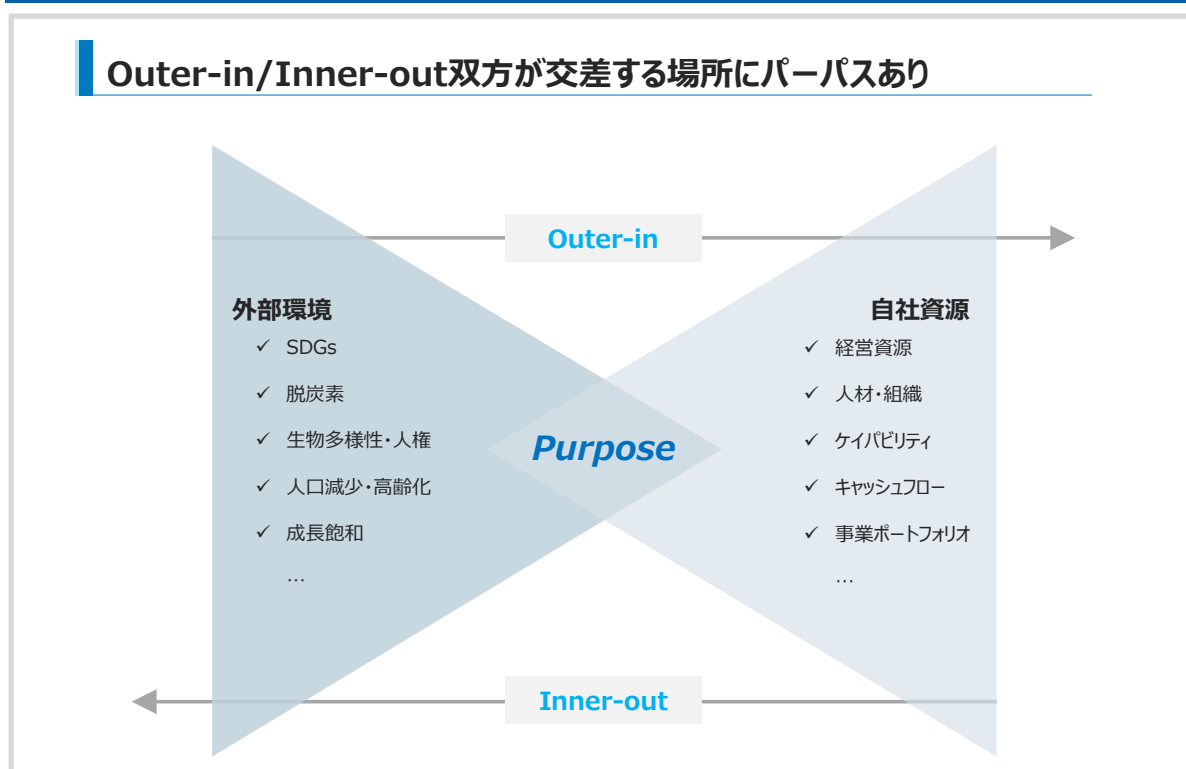 Outer-in/Inner-out双方が交差する場所にパーパスあり
Outer-in
外部環境
✓ SDGs
✓ 脱炭素
✓ 生物多様性・人権
✓ 人口減少・高齢化
✓ 成長飽和
…
Purpose
自社資源
✓ 経営資源
✓ 人材・組織
✓ ケイパビリティ
✓ キャッシュフロー
✓ 事業ポートフォリオ
…
Inner-out